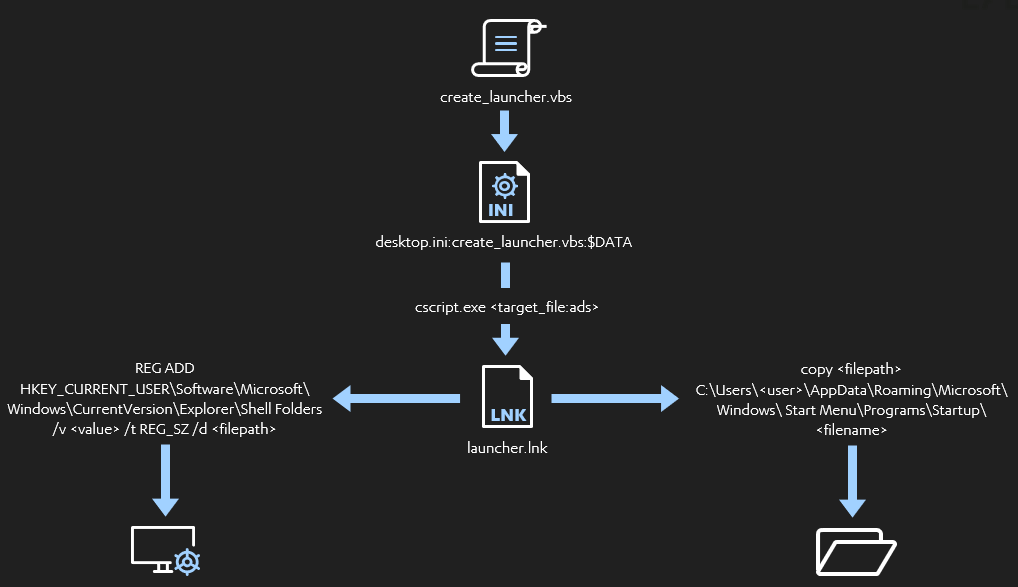 create_launcher.vbs
INI
desktop.ini:create_launcher.vbs:$DATA
cscript.exe <target_file:ads>
REG ADD
HKEY_CURRENT_USER\Software\Microsoft\
Windows\CurrentVersion\Explorer\Shell Folders
/v <value> /t REG_SZ /d <filepath>
LNK
launcher.lnk
copy <filepath>
C:\Users\<user>\AppData\Roaming\Microsoft\
Windows\ Start Menu\Programs\Startup\
<filename>